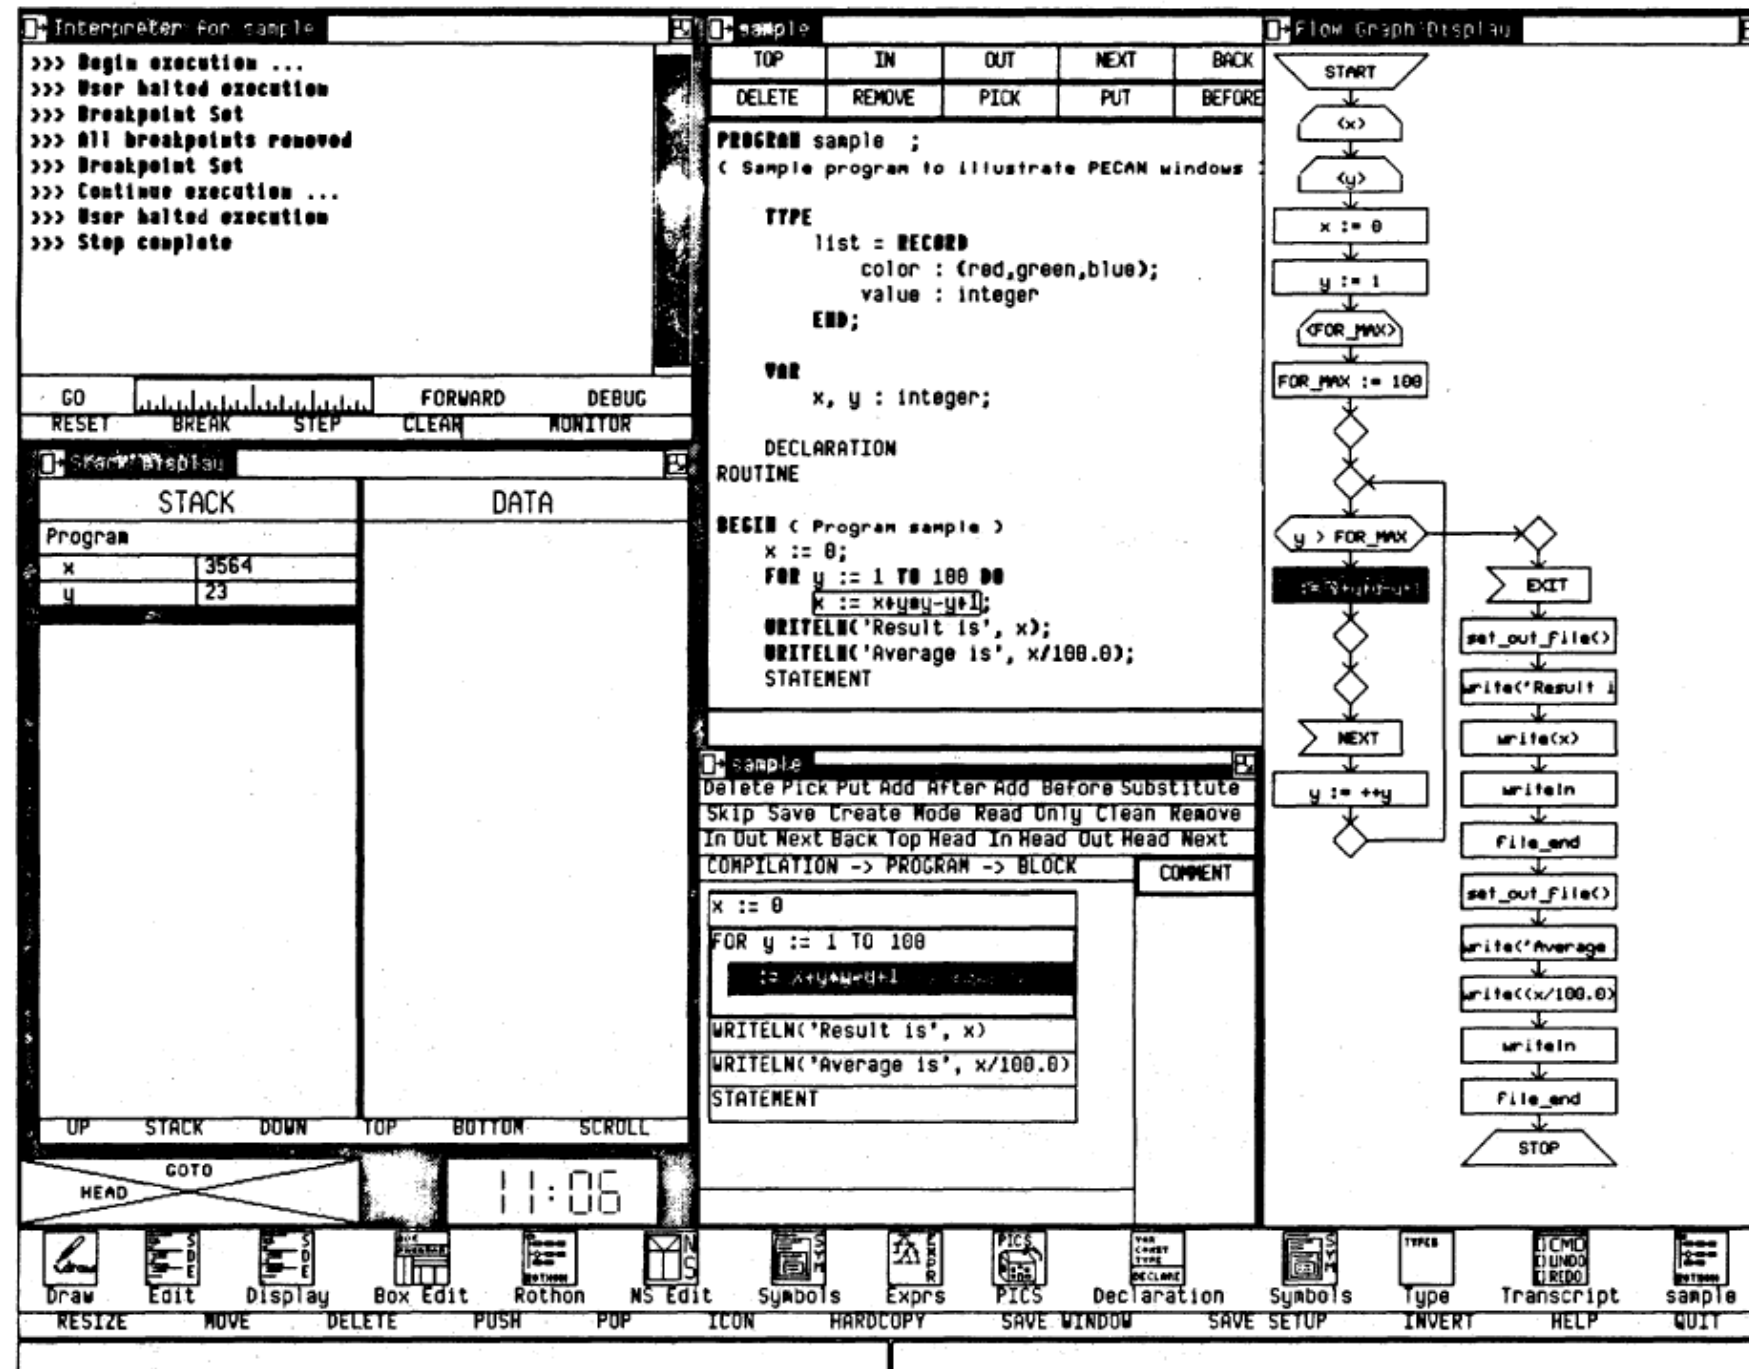 Interpreter for sample
>>> Begin execution ...
>>> User halted execution
>>> Breakpoint Set
>>> All breakpoints removed
>>> Breakpoint Set
>>> Continue execution ...
>>> User halted execution
>>> Stop complete
GO FORWARD DEBUG
RESET BREAK STEP CLEAR MONITOR
Stack Display
STACK DATA
Program
x 3564
y 23
UP STACK DOWN TOP BOTTOM SCROLL
GOTO
HEAD
11:06
sample
TOP IN OUT NEXT BACK
DELETE REMOVE PICK PUT BEFORE
PROGRAM sample ;
( Sample program to illustrate PECAN windows )
TYPE
list = RECORD
color : (red,green,blue);
value : integer
END;
VAR
x, y : integer;
DECLARATION
ROUTINE
BEGIN ( Program sample )
x := 0;
FOR y := 1 TO 100 DO
x := x+y*y-y+1;
WRITELN('Result is', x);
WRITELN('Average is', x/100.0);
STATEMENT
sample
Delete Pick Put Add After Add Before Substitute
Skip Save Create Mode Read Only Clean Remove
In Out Next Back Top Head In Head Out Head Next
COMPILATION -> PROGRAM -> BLOCK
COMMENT
x := 0
FOR y := 1 TO 100
WRITELN('Result is', x)
WRITELN('Average is', x/100.0)
STATEMENT
Flow Graph Display
START
<x>
<y>
x := 0
y := 1
<FOR_MAX>
FOR_MAX := 100
y > FOR_MAX
NEXT
y := ++y
EXIT
set_out_file()
write('Result i
write(x)
writeln
file_end
set_out_file()
write('Average
write((x/100.0)
writeln
file_end
STOP
Draw Edit Display Box Edit Rothon NS Edit Symbols Exprs PICS Declaration Symbols Type Transcript sample
RESIZE MOVE DELETE PUSH POP ICON HARDCOPY SAVE WINDOW SAVE SETUP INVERT HELP QUIT